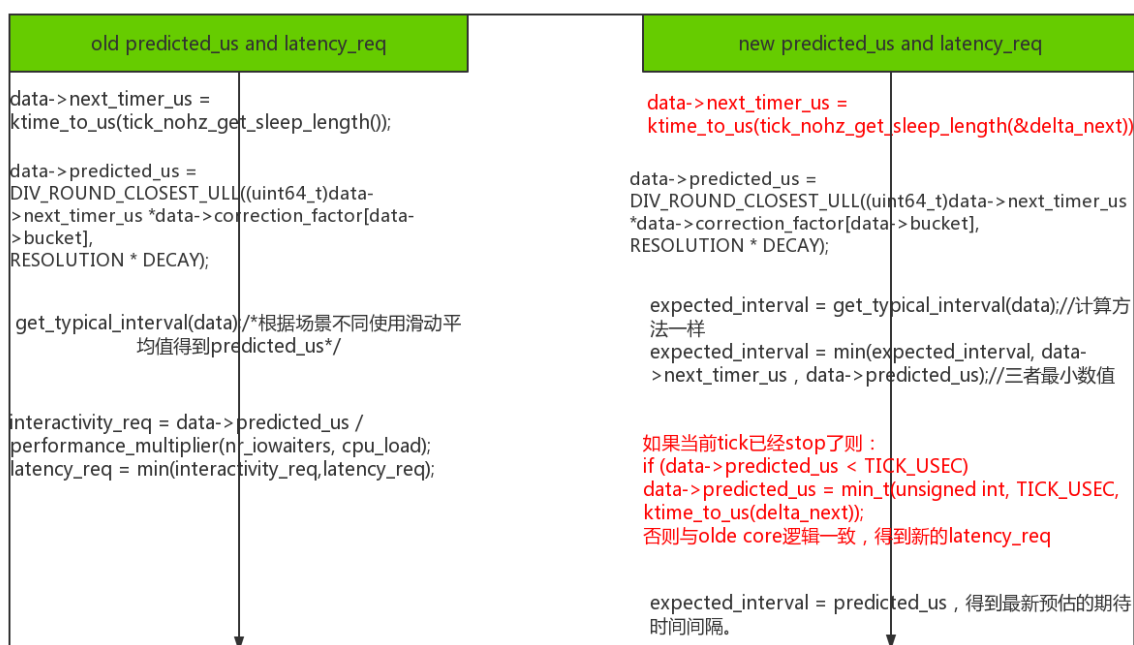 old predicted_us and latency_req
data->next_timer_us =
ktime_to_us(tick_nohz_get_sleep_length());
data->predicted_us =
DIV_ROUND_CLOSEST_ULL((uint64_t)data-
>next_timer_us *data->correction_factor[data-
>bucket],
RESOLUTION * DECAY);
get_typical_interval(data);/*根据场景不同使用滑动平
均值得到predicted_us*/
interactivity_req = data->predicted_us /
performance_multiplier(nr_iowaiters, cpu_load);
latency_req = min(interactivity_req,latency_req);
new predicted_us and latency_req
data->next_timer_us =
ktime_to_us(tick_nohz_get_sleep_length(&delta_next))
data->predicted_us =
DIV_ROUND_CLOSEST_ULL((uint64_t)data->next_timer_us
*data->correction_factor[data->bucket],
RESOLUTION * DECAY);
expected_interval = get_typical_interval(data);//计算方
法一样
expected_interval = min(expected_interval, data-
>next_timer_us，data->predicted_us);//三者最小数值
如果当前tick已经stop了则：
if (data->predicted_us < TICK_USEC)
data->predicted_us = min_t(unsigned int, TICK_USEC,
ktime_to_us(delta_next));
否则与olde core逻辑一致，得到新的latency_req
expected_interval = predicted_us，得到最新预估的期待
时间间隔。